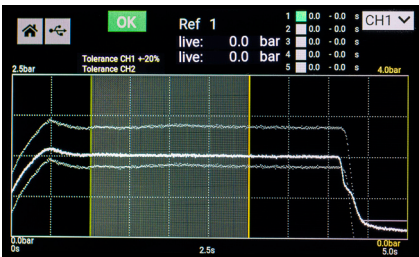 OK
Ref 1
live: 0.0 bar
live: 0.0 bar
1 0.0 - 0.0 s
2 0.0 - 0.0 s
3 0.0 - 0.0 s
4 0.0 - 0.0 s
5 0.0 - 0.0 s
CH1
Tolerance CH1 +-20%
Tolerance CH2
2.5bar
4.0bar
0.0bar
0.0bar
0s
2.5s
5.0s